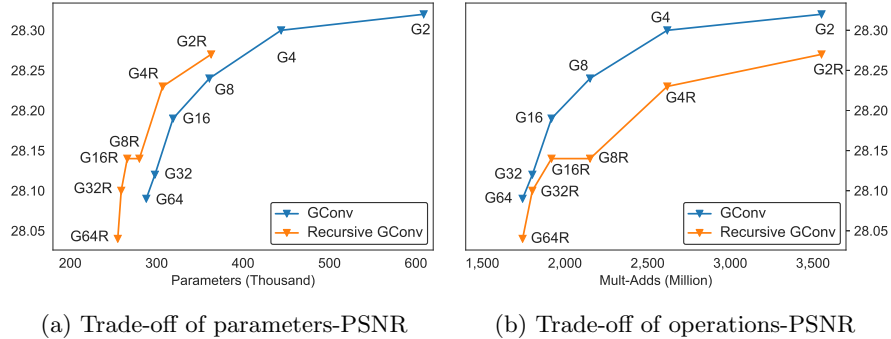 28.30
28.25
28.20
28.15
28.10
28.05
G2R
G4R
G8R
G16R
G32R
G64R
G2
G4
G8
G16
G32
G64
GConv
Recursive GConv
200 300 400 500 600
Parameters (Thousand)
(a) Trade-off of parameters-PSNR
G4
G2
G8
G2R
G4R
G16
G8R
G16R
G32
G32R
G64
G64R
GConv
Recursive GConv
28.30
28.25
28.20
28.15
28.10
28.05
1,500 2,000 2,500 3,000 3,500
Mult-Adds (Million)
(b) Trade-off of operations-PSNR